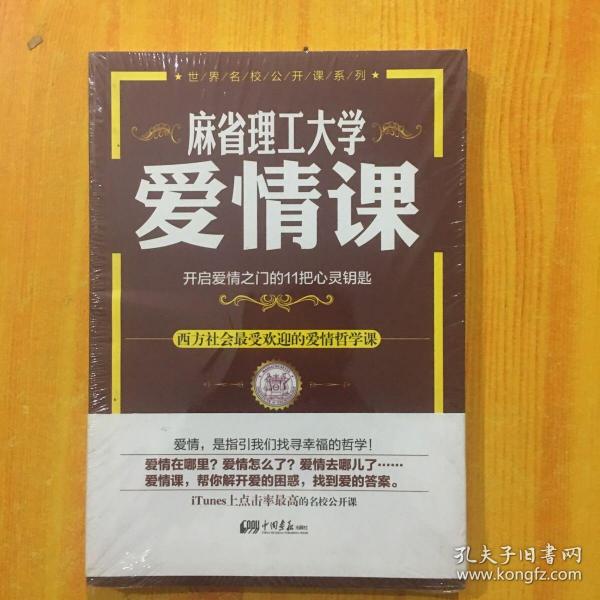 ★世/界/名/校/公/开/课/系/列★
麻省理工大学
爱情课
开启爱情之门的11把心灵钥匙
西方社会最受欢迎的爱情哲学课
爱情，是指引我们找寻幸福的哲学！
爱情在哪里？爱情怎么了？爱情去哪儿了……
爱情课，帮你解开爱的困惑，找到爱的答案。
iTunes上点击率最高的名校公开课
中国画报出版社
孔夫子旧书网
www.kongfz.com